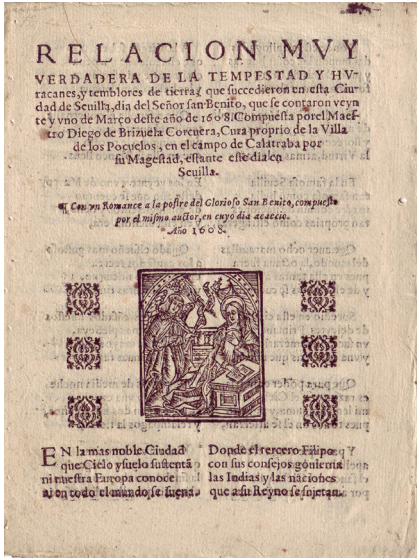 RELACION MVY
VERDADERA DE LA TEMPESTAD Y HV-
racanes, y temblores de tierra, que succedieron en esta Ciu-
dad de Seuilla, dia del Señor san Benito, que se contaron veyn
te y vno de Março deste año de 1608. Compuesta por el Maes-
tro Diego de Brizuela Corcuera, Cura proprio de la Villa
de los Poçuelos, en el campo de Calatraba por
su Magestad, estante este dia en
Seuilla.
¶ Con vn Romance a la postre del Glorioso San Benito, compuesto
por el mismo auctor, en cuyo dia acaecio.
Año 1608.
EN la mas noble Ciudad
que Cielo y suelo sustentã
ni nuestra Europa conoce
ni en todo el mundo se suena.
Donde el tercero Filipo
con sus consejos gouierna
las Indias y las naciones
que a su Reyno se sujetan.